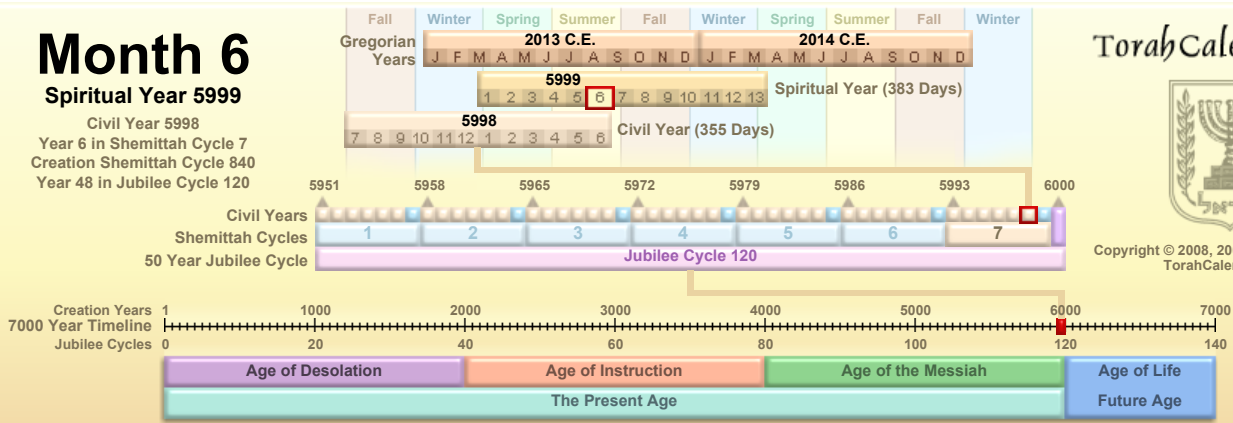 Fall Winter Spring Summer Fall Winter Spring Summer Fall Winter
Month 6
Spiritual Year 5999
Civil Year 5998
Year 6 in Shemittah Cycle 7
Creation Shemittah Cycle 840
Year 48 in Jubilee Cycle 120
Gregorian Years
2013 C.E. 2014 C.E.
J F M A M J J A S O N D J F M A M J J A S O N D
5999
1 2 3 4 5 6 7 8 9 10 11 12 13
Spiritual Year (383 Days)
5998
7 8 9 10 11 12 1 2 3 4 5 6
Civil Year (355 Days)
TorahCale
5951 5958 5965 5972 5979 5986 5993 6000
Civil Years
Shemittah Cycles 1 2 3 4 5 6 7
50 Year Jubilee Cycle Jubilee Cycle 120
Copyright © 2008, 20
TorahCale
Creation Years 1 1000 2000 3000 4000 5000 6000 7000
7000 Year Timeline
Jubilee Cycles 0 20 40 60 80 100 120 140
Age of Desolation Age of Instruction Age of the Messiah Age of Life
The Present Age Future Age